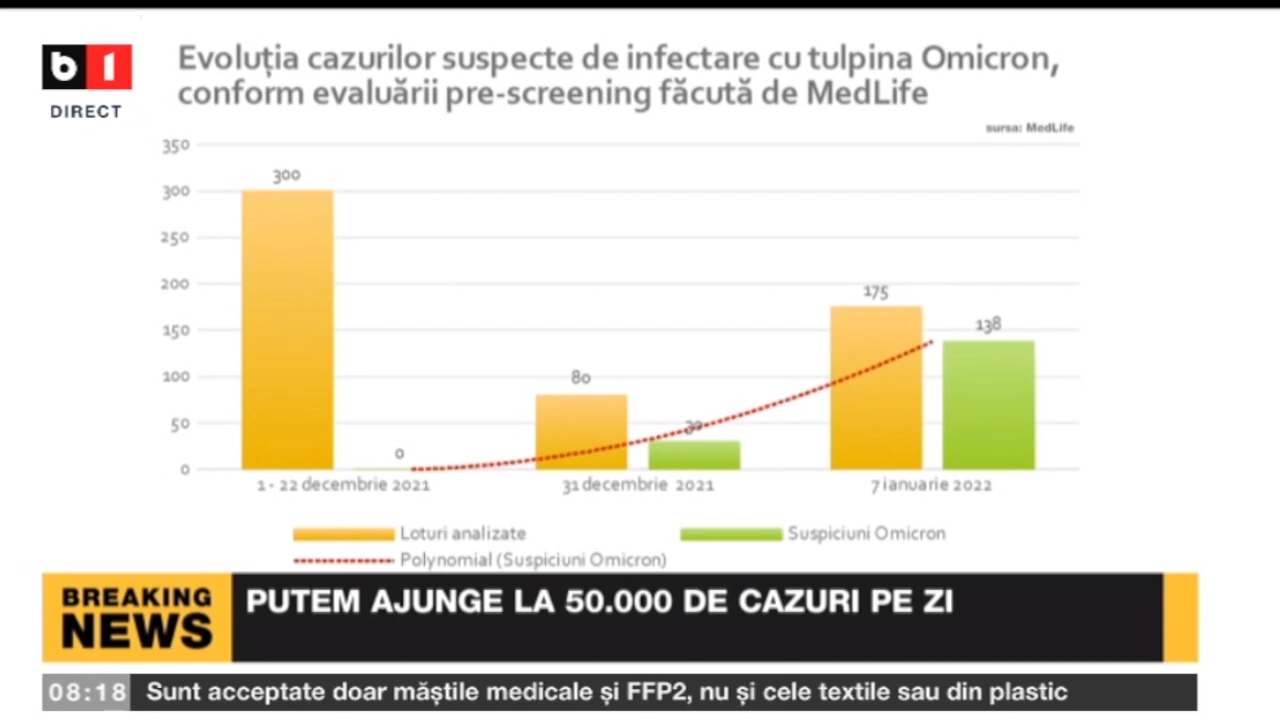 b 1
DIRECT
Evoluția cazurilor suspecte de infectare cu tulpina Omicron,
conform evaluării pre-screening făcută de MedLife
sursa: MedLife
350
300
250
200
150
100
50
0
300
0
80
175
138
1 - 22 decembrie 2021
31 decembrie 2021
7 ianuarie 2022
Loturi analizate
Suspiciuni Omicron
Polynomial (Suspiciuni Omicron)
BREAKING
NEWS
PUTEM AJUNGE LA 50.000 DE CAZURI PE ZI
08:18
Sunt acceptate doar măștile medicale și FFP2, nu și cele textile sau din plastic